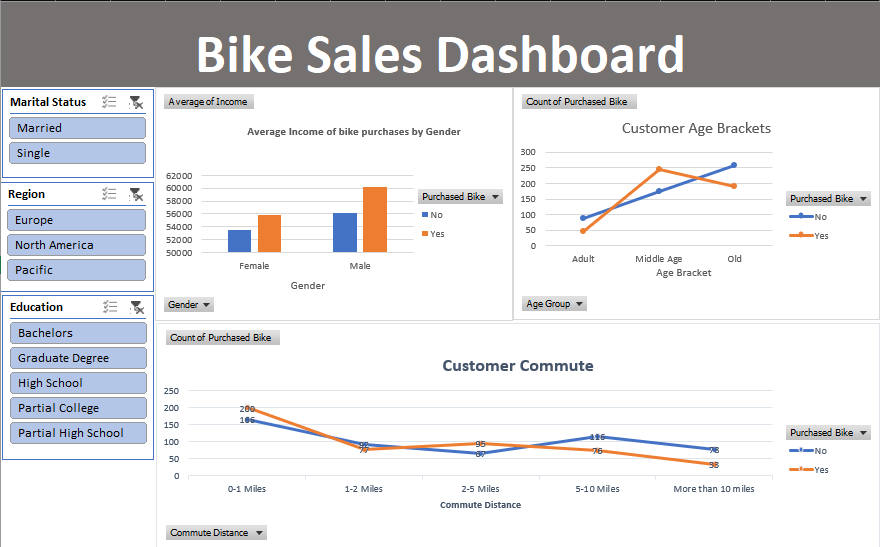 Bike Sales Dashboard
Marital Status
Married
Single
Region
Europe
North America
Pacific
Education
Bachelors
Graduate Degree
High School
Partial College
Partial High School
Average of Income
Average Income of bike purchases by Gender
62000
60000
58000
56000
54000
52000
50000
Female
Male
Gender
Purchased Bike
No
Yes
Gender
Count of Purchased Bike
Customer Age Brackets
300
250
200
150
100
50
0
Adult
Middle Age
Old
Age Bracket
Purchased Bike
No
Yes
Age Group
Count of Purchased Bike
Customer Commute
250
200
150
100
50
0
200
166
77
95
116
76
78
33
0-1 Miles
1-2 Miles
2-5 Miles
5-10 Miles
More than 10 miles
Commute Distance
Purchased Bike
No
Yes
Commute Distance